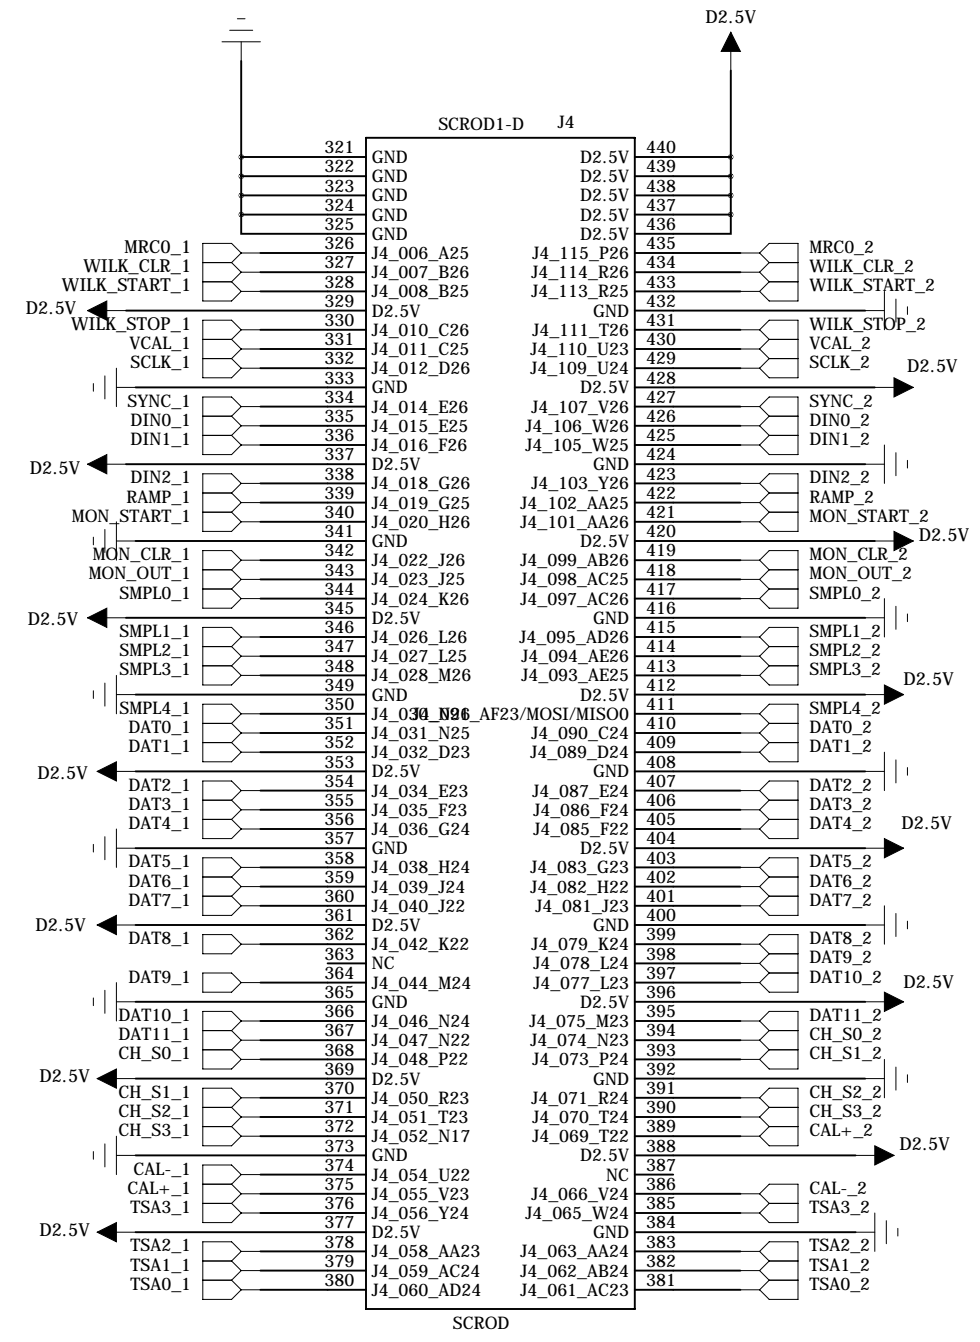 D2.5V
SCROD1-D J4
321 GND D2.5V 440
322 GND D2.5V 439
323 GND D2.5V 438
324 GND D2.5V 437
325 GND D2.5V 436
MRC0_1 326 J4_006_A25 J4_115_P26 435 MRC0_2
WILK_CLR_1 327 J4_007_B26 J4_114_R26 434 WILK_CLR_2
WILK_START_1 328 J4_008_B25 J4_113_R25 433 WILK_START_2
D2.5V 329 D2.5V GND 432
WILK_STOP_1 330 J4_010_C26 J4_111_T26 431 WILK_STOP_2
VCAL_1 331 J4_011_C25 J4_110_U23 430 VCAL_2
SCLK_1 332 J4_012_D26 J4_109_U24 429 SCLK_2
333 GND D2.5V 428 D2.5V
SYNC_1 334 J4_014_E26 J4_107_V26 427 SYNC_2
DIN0_1 335 J4_015_E25 J4_106_W26 426 DIN0_2
DIN1_1 336 J4_016_F26 J4_105_W25 425 DIN1_2
D2.5V 337 D2.5V GND 424
DIN2_1 338 J4_018_G26 J4_103_Y26 423 DIN2_2
RAMP_1 339 J4_019_G25 J4_102_AA25 422 RAMP_2
MON_START_1 340 J4_020_H26 J4_101_AA26 421 MON_START_2
341 GND D2.5V 420 D2.5V
MON_CLR_1 342 J4_022_J26 J4_099_AB26 419 MON_CLR_2
MON_OUT_1 343 J4_023_J25 J4_098_AC25 418 MON_OUT_2
SMPL0_1 344 J4_024_K26 J4_097_AC26 417 SMPL0_2
D2.5V 345 D2.5V GND 416
SMPL1_1 346 J4_026_L26 J4_095_AD26 415 SMPL1_2
SMPL2_1 347 J4_027_L25 J4_094_AE26 414 SMPL2_2
SMPL3_1 348 J4_028_M26 J4_093_AE25 413 SMPL3_2
349 GND D2.5V 412 D2.5V
SMPL4_1 350 J4_030_N26 J4_091_AF23/MOSI/MISO0 411 SMPL4_2
DAT0_1 351 J4_031_N25 J4_090_C24 410 DAT0_2
DAT1_1 352 J4_032_D23 J4_089_D24 409 DAT1_2
D2.5V 353 D2.5V GND 408
DAT2_1 354 J4_034_E23 J4_087_E24 407 DAT2_2
DAT3_1 355 J4_035_F23 J4_086_F24 406 DAT3_2
DAT4_1 356 J4_036_G24 J4_085_F22 405 DAT4_2
357 GND D2.5V 404 D2.5V
DAT5_1 358 J4_038_H24 J4_083_G23 403 DAT5_2
DAT6_1 359 J4_039_J24 J4_082_H22 402 DAT6_2
DAT7_1 360 J4_040_J22 J4_081_J23 401 DAT7_2
D2.5V 361 D2.5V GND 400
DAT8_1 362 J4_042_K22 J4_079_K24 399 DAT8_2
363 NC J4_078_L24 398 DAT9_2
DAT9_1 364 J4_044_M24 J4_077_L23 397 DAT10_2
365 GND D2.5V 396 D2.5V
DAT10_1 366 J4_046_N24 J4_075_M23 395 DAT11_2
DAT11_1 367 J4_047_N22 J4_074_N23 394 CH_S0_2
CH_S0_1 368 J4_048_P22 J4_073_P24 393 CH_S1_2
D2.5V 369 D2.5V GND 392
CH_S1_1 370 J4_050_R23 J4_071_R24 391 CH_S2_2
CH_S2_1 371 J4_051_T23 J4_070_T24 390 CH_S3_2
CH_S3_1 372 J4_052_N17 J4_069_T22 389 CAL+_2
373 GND D2.5V 388 D2.5V
CAL-_1 374 J4_054_U22 NC 387
CAL+_1 375 J4_055_V23 J4_066_V24 386 CAL-_2
TSA3_1 376 J4_056_Y24 J4_065_W24 385 TSA3_2
D2.5V 377 D2.5V GND 384
TSA2_1 378 J4_058_AA23 J4_063_AA24 383 TSA2_2
TSA1_1 379 J4_059_AC24 J4_062_AB24 382 TSA1_2
TSA0_1 380 J4_060_AD24 J4_061_AC23 381 TSA0_2
SCROD